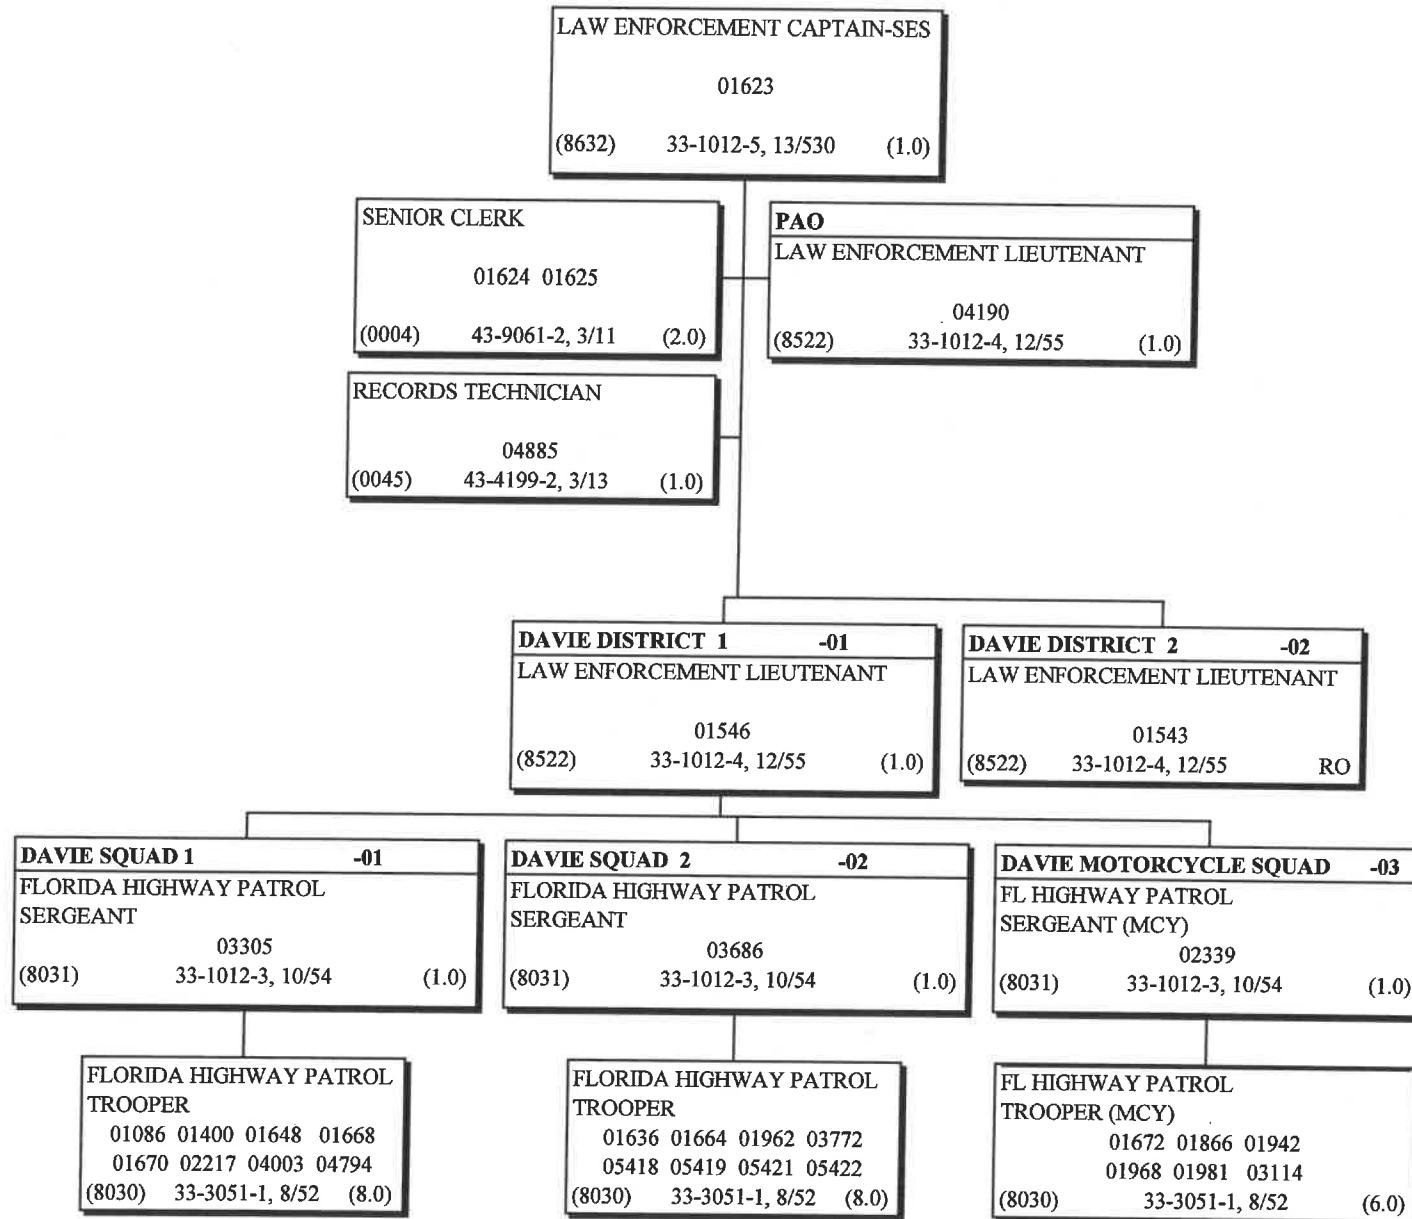 LAW ENFORCEMENT CAPTAIN-SES
01623
(8632) 33-1012-5, 13/530 (1.0)
SENIOR CLERK
01624 01625
(0004) 43-9061-2, 3/11 (2.0)
PAO
LAW ENFORCEMENT LIEUTENANT
04190
(8522) 33-1012-4, 12/55 (1.0)
RECORDS TECHNICIAN
04885
(0045) 43-4199-2, 3/13 (1.0)
DAVIE DISTRICT 1 -01
LAW ENFORCEMENT LIEUTENANT
01546
(8522) 33-1012-4, 12/55 (1.0)
DAVIE DISTRICT 2 -02
LAW ENFORCEMENT LIEUTENANT
01543
(8522) 33-1012-4, 12/55 RO
DAVIE SQUAD 1 -01
FLORIDA HIGHWAY PATROL
SERGEANT
03305
(8031) 33-1012-3, 10/54 (1.0)
DAVIE SQUAD 2 -02
FLORIDA HIGHWAY PATROL
SERGEANT
03686
(8031) 33-1012-3, 10/54 (1.0)
DAVIE MOTORCYCLE SQUAD -03
FL HIGHWAY PATROL
SERGEANT (MCY)
02339
(8031) 33-1012-3, 10/54 (1.0)
FLORIDA HIGHWAY PATROL
TROOPER
01086 01400 01648 01668
01670 02217 04003 04794
(8030) 33-3051-1, 8/52 (8.0)
FLORIDA HIGHWAY PATROL
TROOPER
01636 01664 01962 03772
05418 05419 05421 05422
(8030) 33-3051-1, 8/52 (8.0)
FL HIGHWAY PATROL
TROOPER (MCY)
01672 01866 01942
01968 01981 03114
(8030) 33-3051-1, 8/52 (6.0)